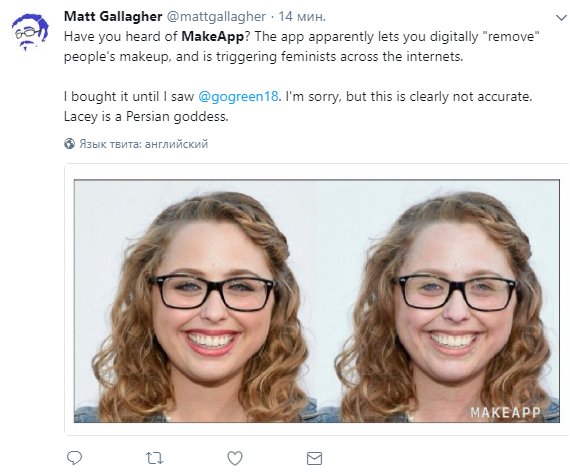 Matt Gallagher @mattgallagher · 14 мин.
Have you heard of MakeApp? The app apparently lets you digitally "remove"
people's makeup, and is triggering feminists across the internets.
I bought it until I saw @gogreen18. I'm sorry, but this is clearly not accurate.
Lacey is a Persian goddess.
Язык твита: английский
MAKEAPP